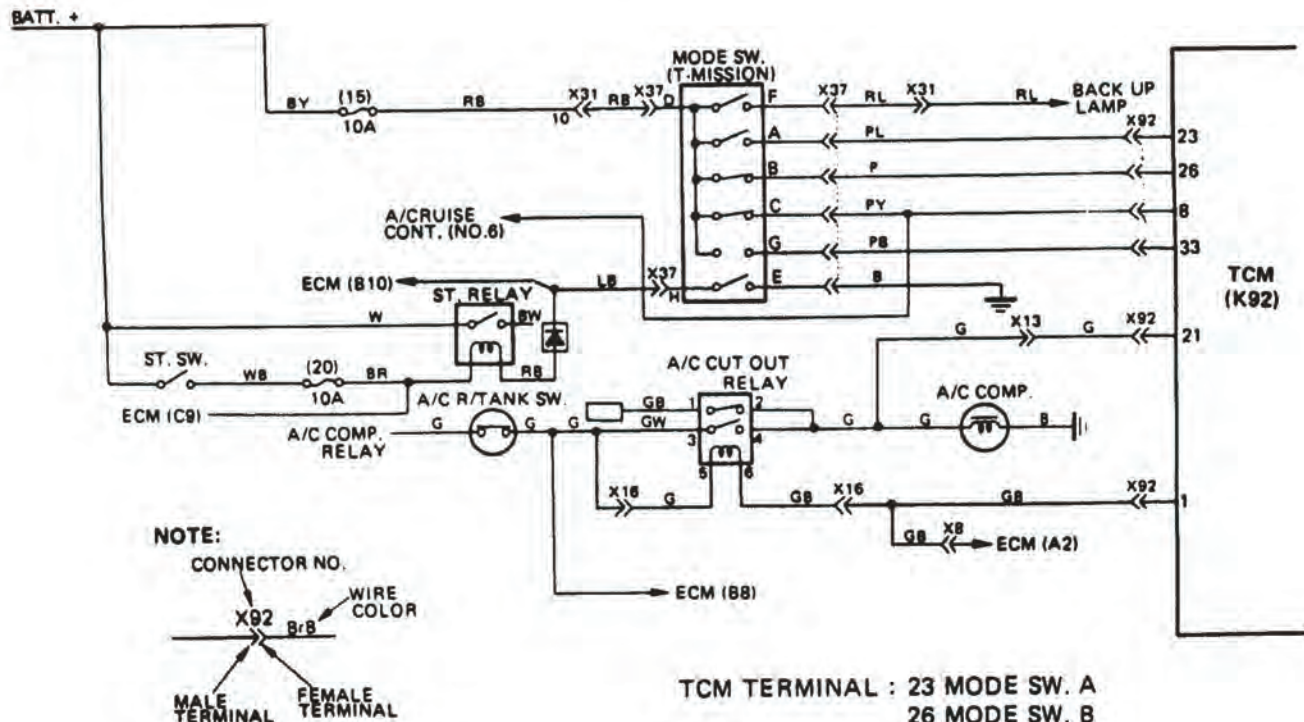 BATT. +
MODE SW.
(T-MISSION)
BY (15) 10A RB X31 10 RB X37 D F X37 RL X31 RL BACK UP
LAMP
A PL X92 23
B P 26
A/CRUISE
CONT. (NO.6)
C PY 8
G PB 33
ECM (B10) LB X37 H E B
TCM
(K92)
ST. RELAY
W BW
G X13 G X92 21
ST. SW.
WB (20) 10A BR RB
A/C CUT OUT
RELAY
A/C COMP.
ECM (C9)
A/C R/TANK SW.
GB 1 2
A/C COMP.
RELAY
G G G GW 3 4 G G B
5 6
X16 G GB X16 GB X92 1
GB X8 ECM (A2)
ECM (B8)
NOTE:
CONNECTOR NO.
WIRE
COLOR
X92 BrB
MALE
TERMINAL
FEMALE
TERMINAL
TCM TERMINAL : 23 MODE SW. A
26 MODE SW. B